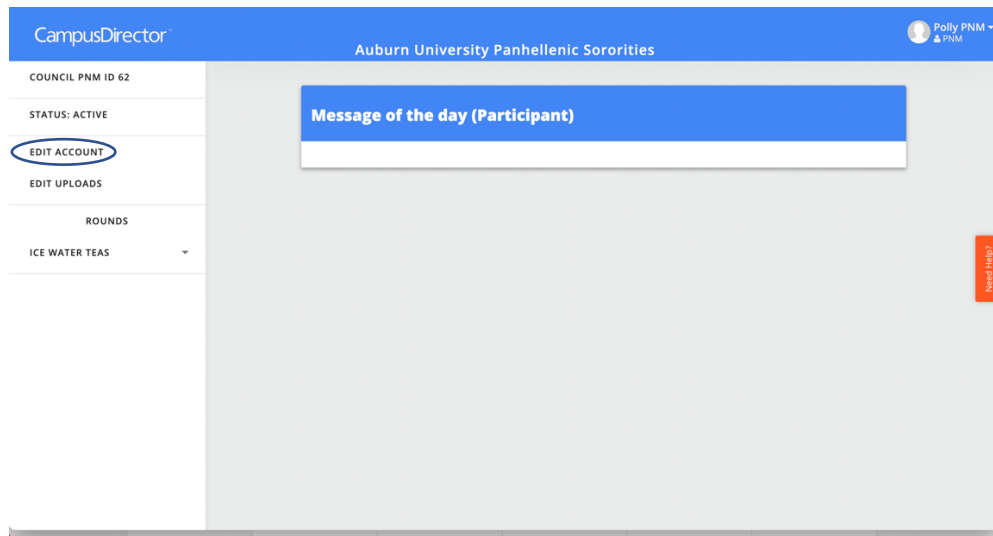 CampusDirector™
Auburn University Panhellenic Sororities
Polly PNM
PNM
COUNCIL PNM ID 62
STATUS: ACTIVE
EDIT ACCOUNT
EDIT UPLOADS
ROUNDS
ICE WATER TEAS
Message of the day (Participant)
Need Help?